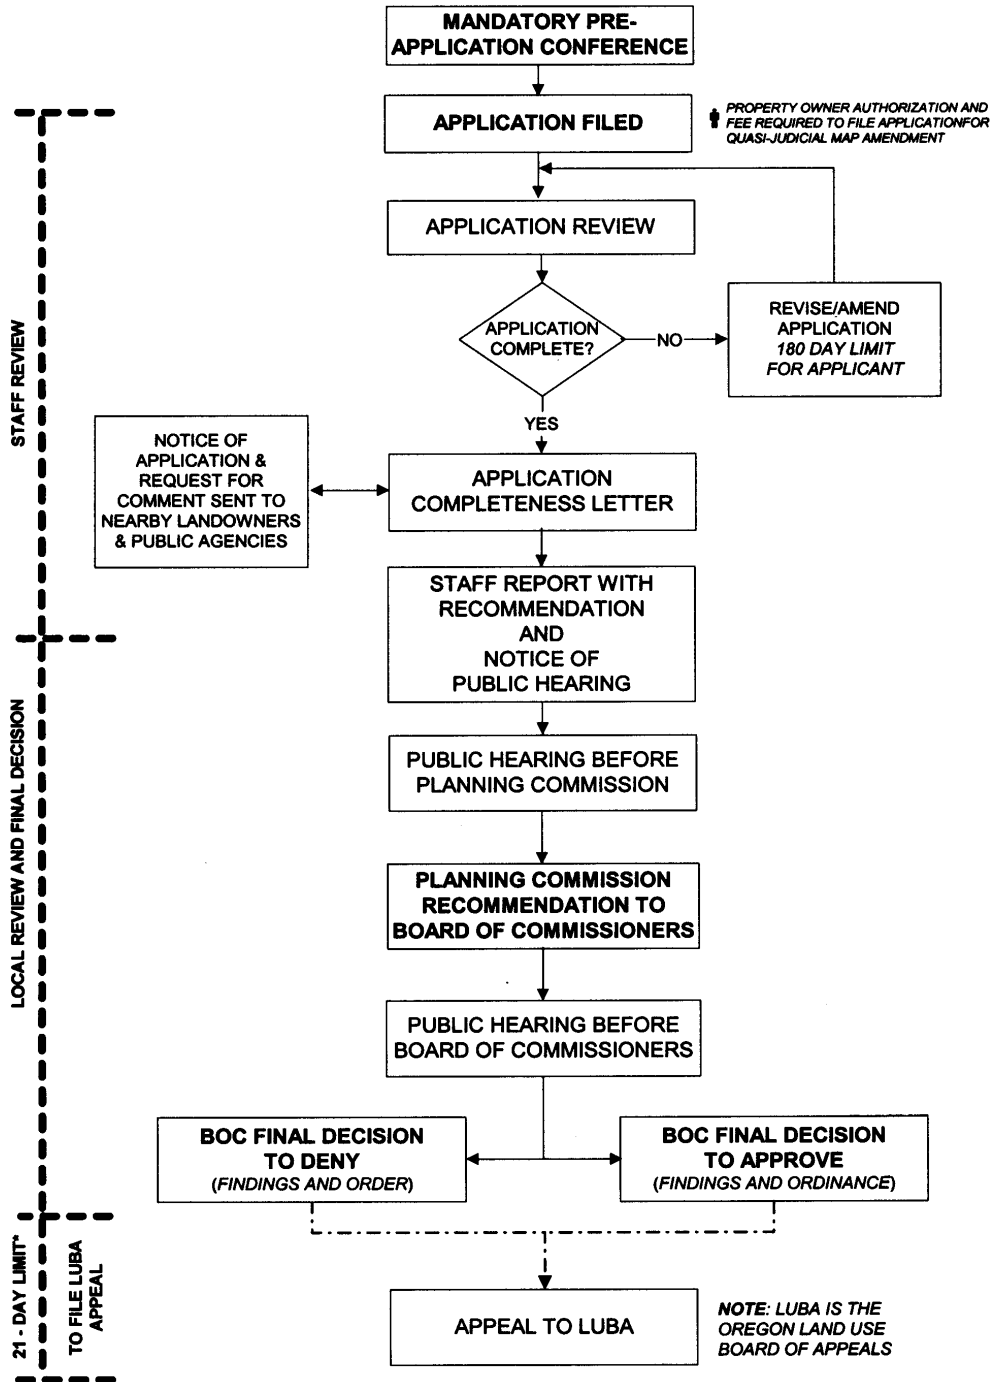 MANDATORY PRE-
APPLICATION CONFERENCE
APPLICATION FILED
PROPERTY OWNER AUTHORIZATION AND
FEE REQUIRED TO FILE APPLICATIONFOR
QUASI-JUDICIAL MAP AMENDMENT
APPLICATION REVIEW
APPLICATION
COMPLETE?
NO
REVISE/AMEND
APPLICATION
180 DAY LIMIT
FOR APPLICANT
YES
STAFF REVIEW
NOTICE OF
APPLICATION &
REQUEST FOR
COMMENT SENT TO
NEARBY LANDOWNERS
& PUBLIC AGENCIES
APPLICATION
COMPLETENESS LETTER
STAFF REPORT WITH
RECOMMENDATION
AND
NOTICE OF
PUBLIC HEARING
LOCAL REVIEW AND FINAL DECISION
PUBLIC HEARING BEFORE
PLANNING COMMISSION
PLANNING COMMISSION
RECOMMENDATION TO
BOARD OF COMMISSIONERS
PUBLIC HEARING BEFORE
BOARD OF COMMISSIONERS
BOC FINAL DECISION
TO DENY
(FINDINGS AND ORDER)
BOC FINAL DECISION
TO APPROVE
(FINDINGS AND ORDINANCE)
21 - DAY LIMIT*
TO FILE LUBA
APPEAL
APPEAL TO LUBA
NOTE: LUBA IS THE
OREGON LAND USE
BOARD OF APPEALS